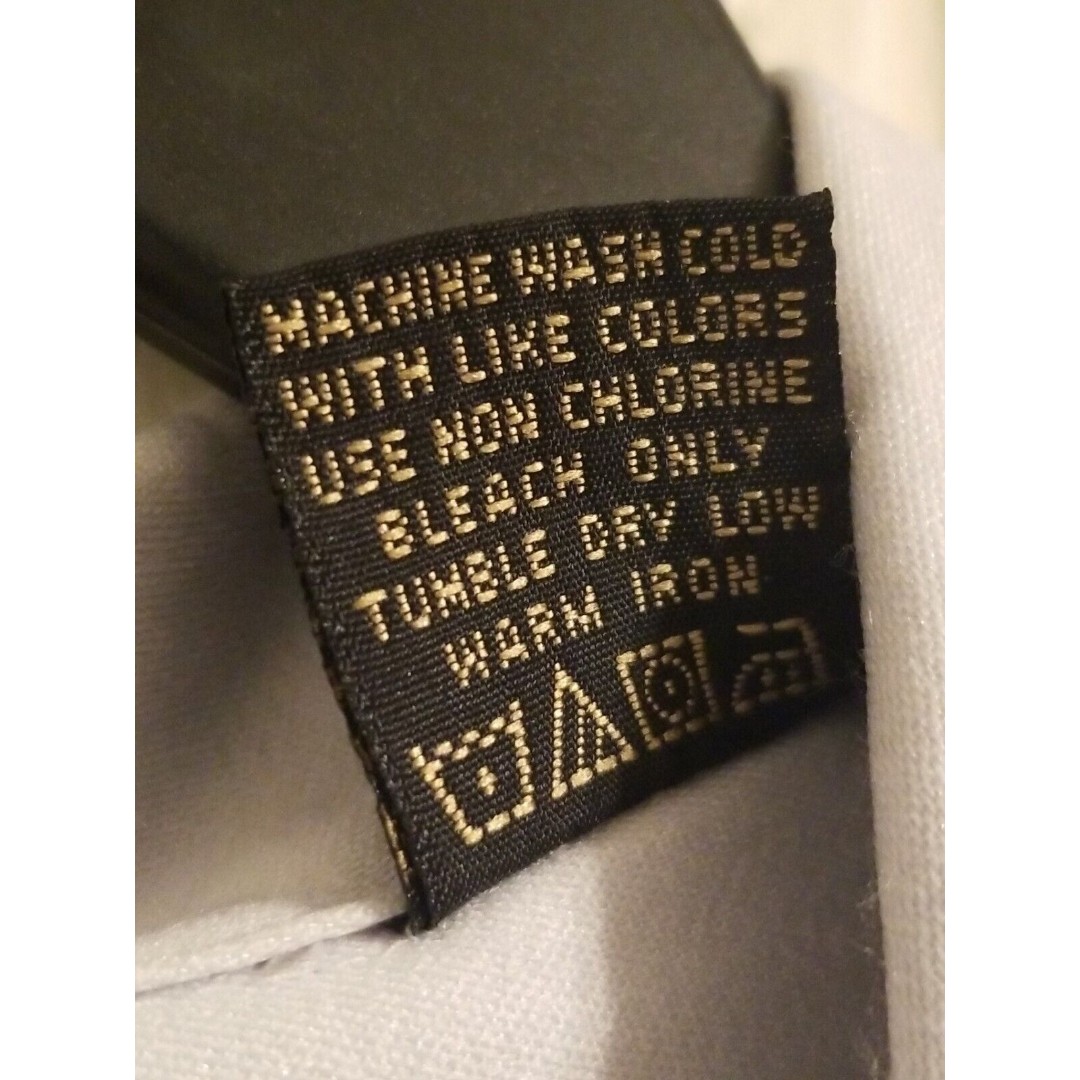 MACHINE WASH COLD
WITH LIKE COLORS
USE NON CHLORINE
BLEACH ONLY
TUMBLE DRY LOW
WARM IRON